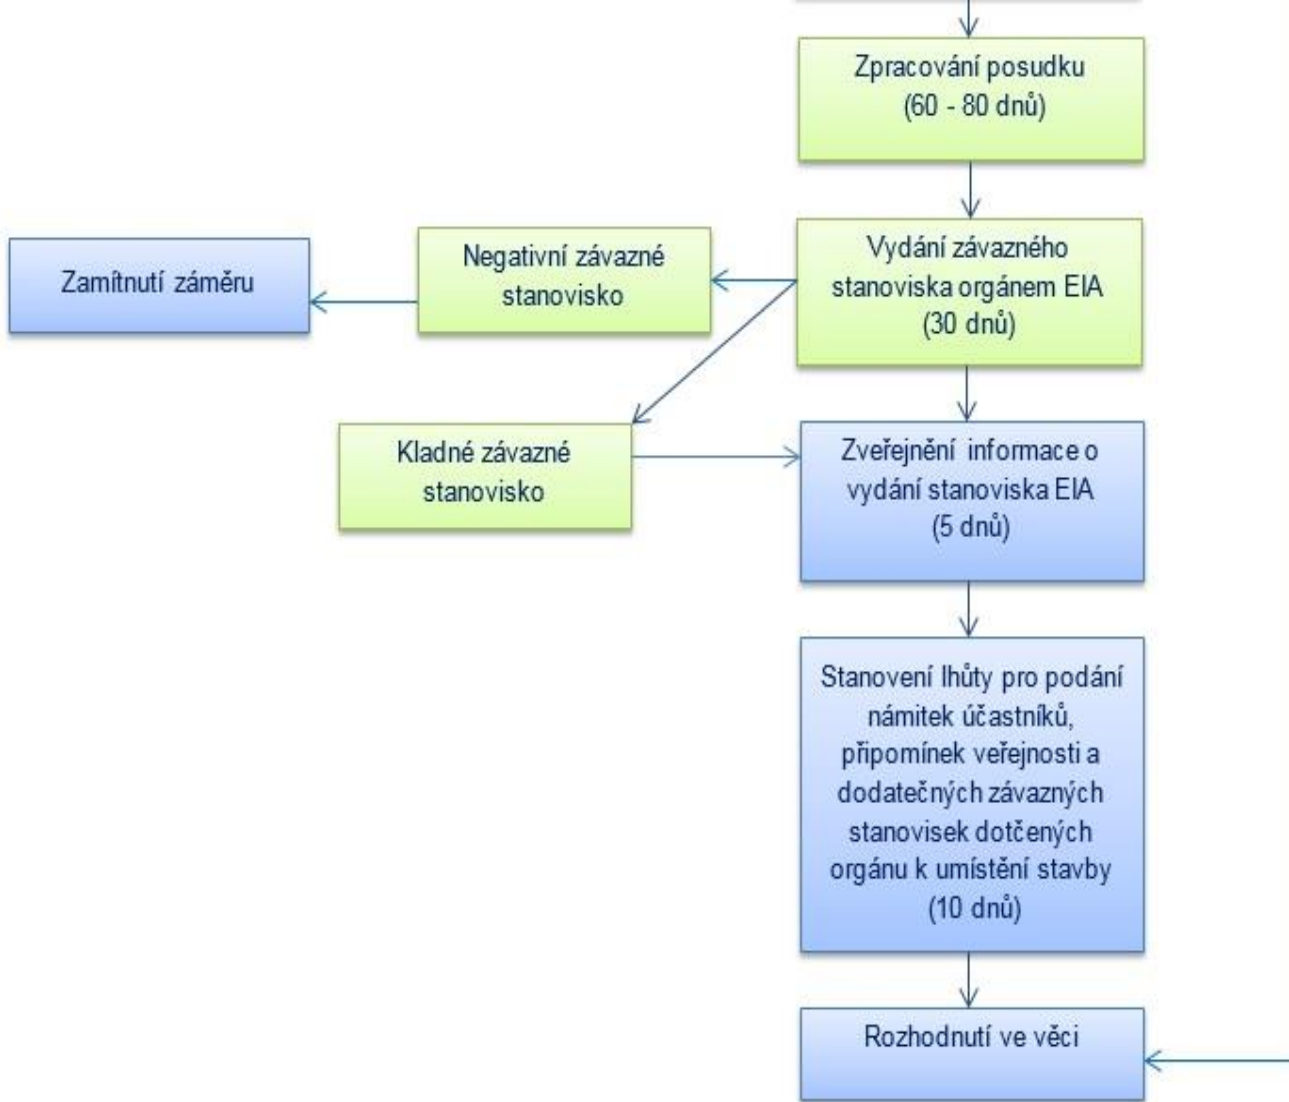 Zpracování posudku
(60 - 80 dnů)
Vydání závazného
stanoviska orgánem EIA
(30 dnů)
Negativní závazné
stanovisko
Zamítnutí záměru
Kladné závazné
stanovisko
Zveřejnění informace o
vydání stanoviska EIA
(5 dnů)
Stanovení lhůty pro podání
námitek účastníků,
připomínek veřejnosti a
dodatečných závazných
stanovisek dotčených
orgánu k umístění stavby
(10 dnů)
Rozhodnutí ve věci